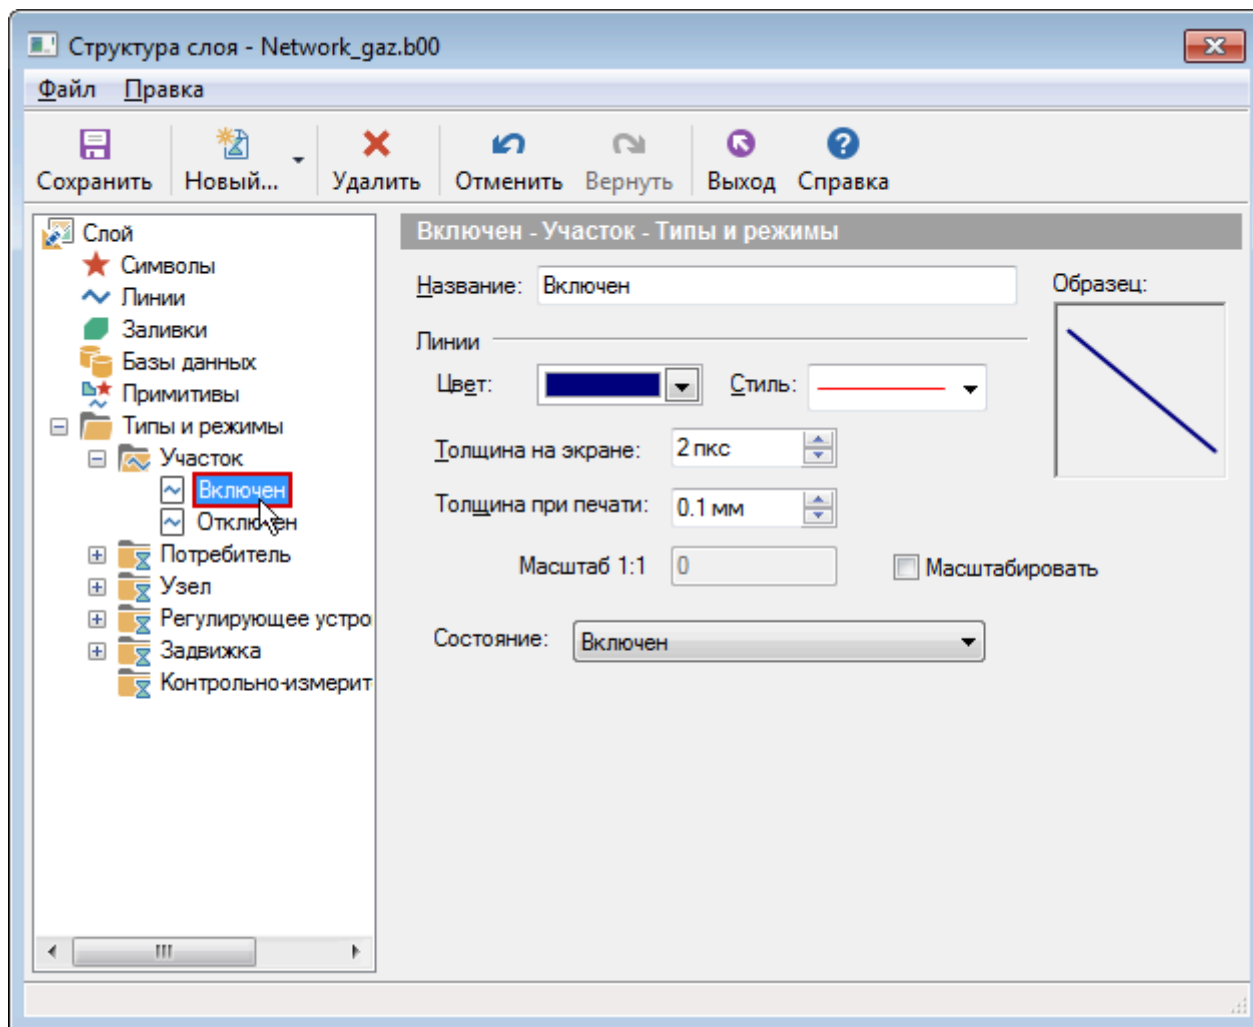 Структура слоя - Network_gaz.b00
Файл Правка
Сохранить Новый... Удалить Отменить Вернуть Выход Справка
Слой
Символы
Линии
Заливки
Базы данных
Примитивы
Типы и режимы
Участок
Включен
Отключен
Потребитель
Узел
Регулирующее устро
Задвижка
Контрольно-измерит
Включен - Участок - Типы и режимы
Название: Включен
Образец:
Линии
Цвет: Стиль:
Толщина на экране: 2 пкс
Толщина при печати: 0.1 мм
Масштаб 1:1 0 Масштабировать
Состояние: Включен